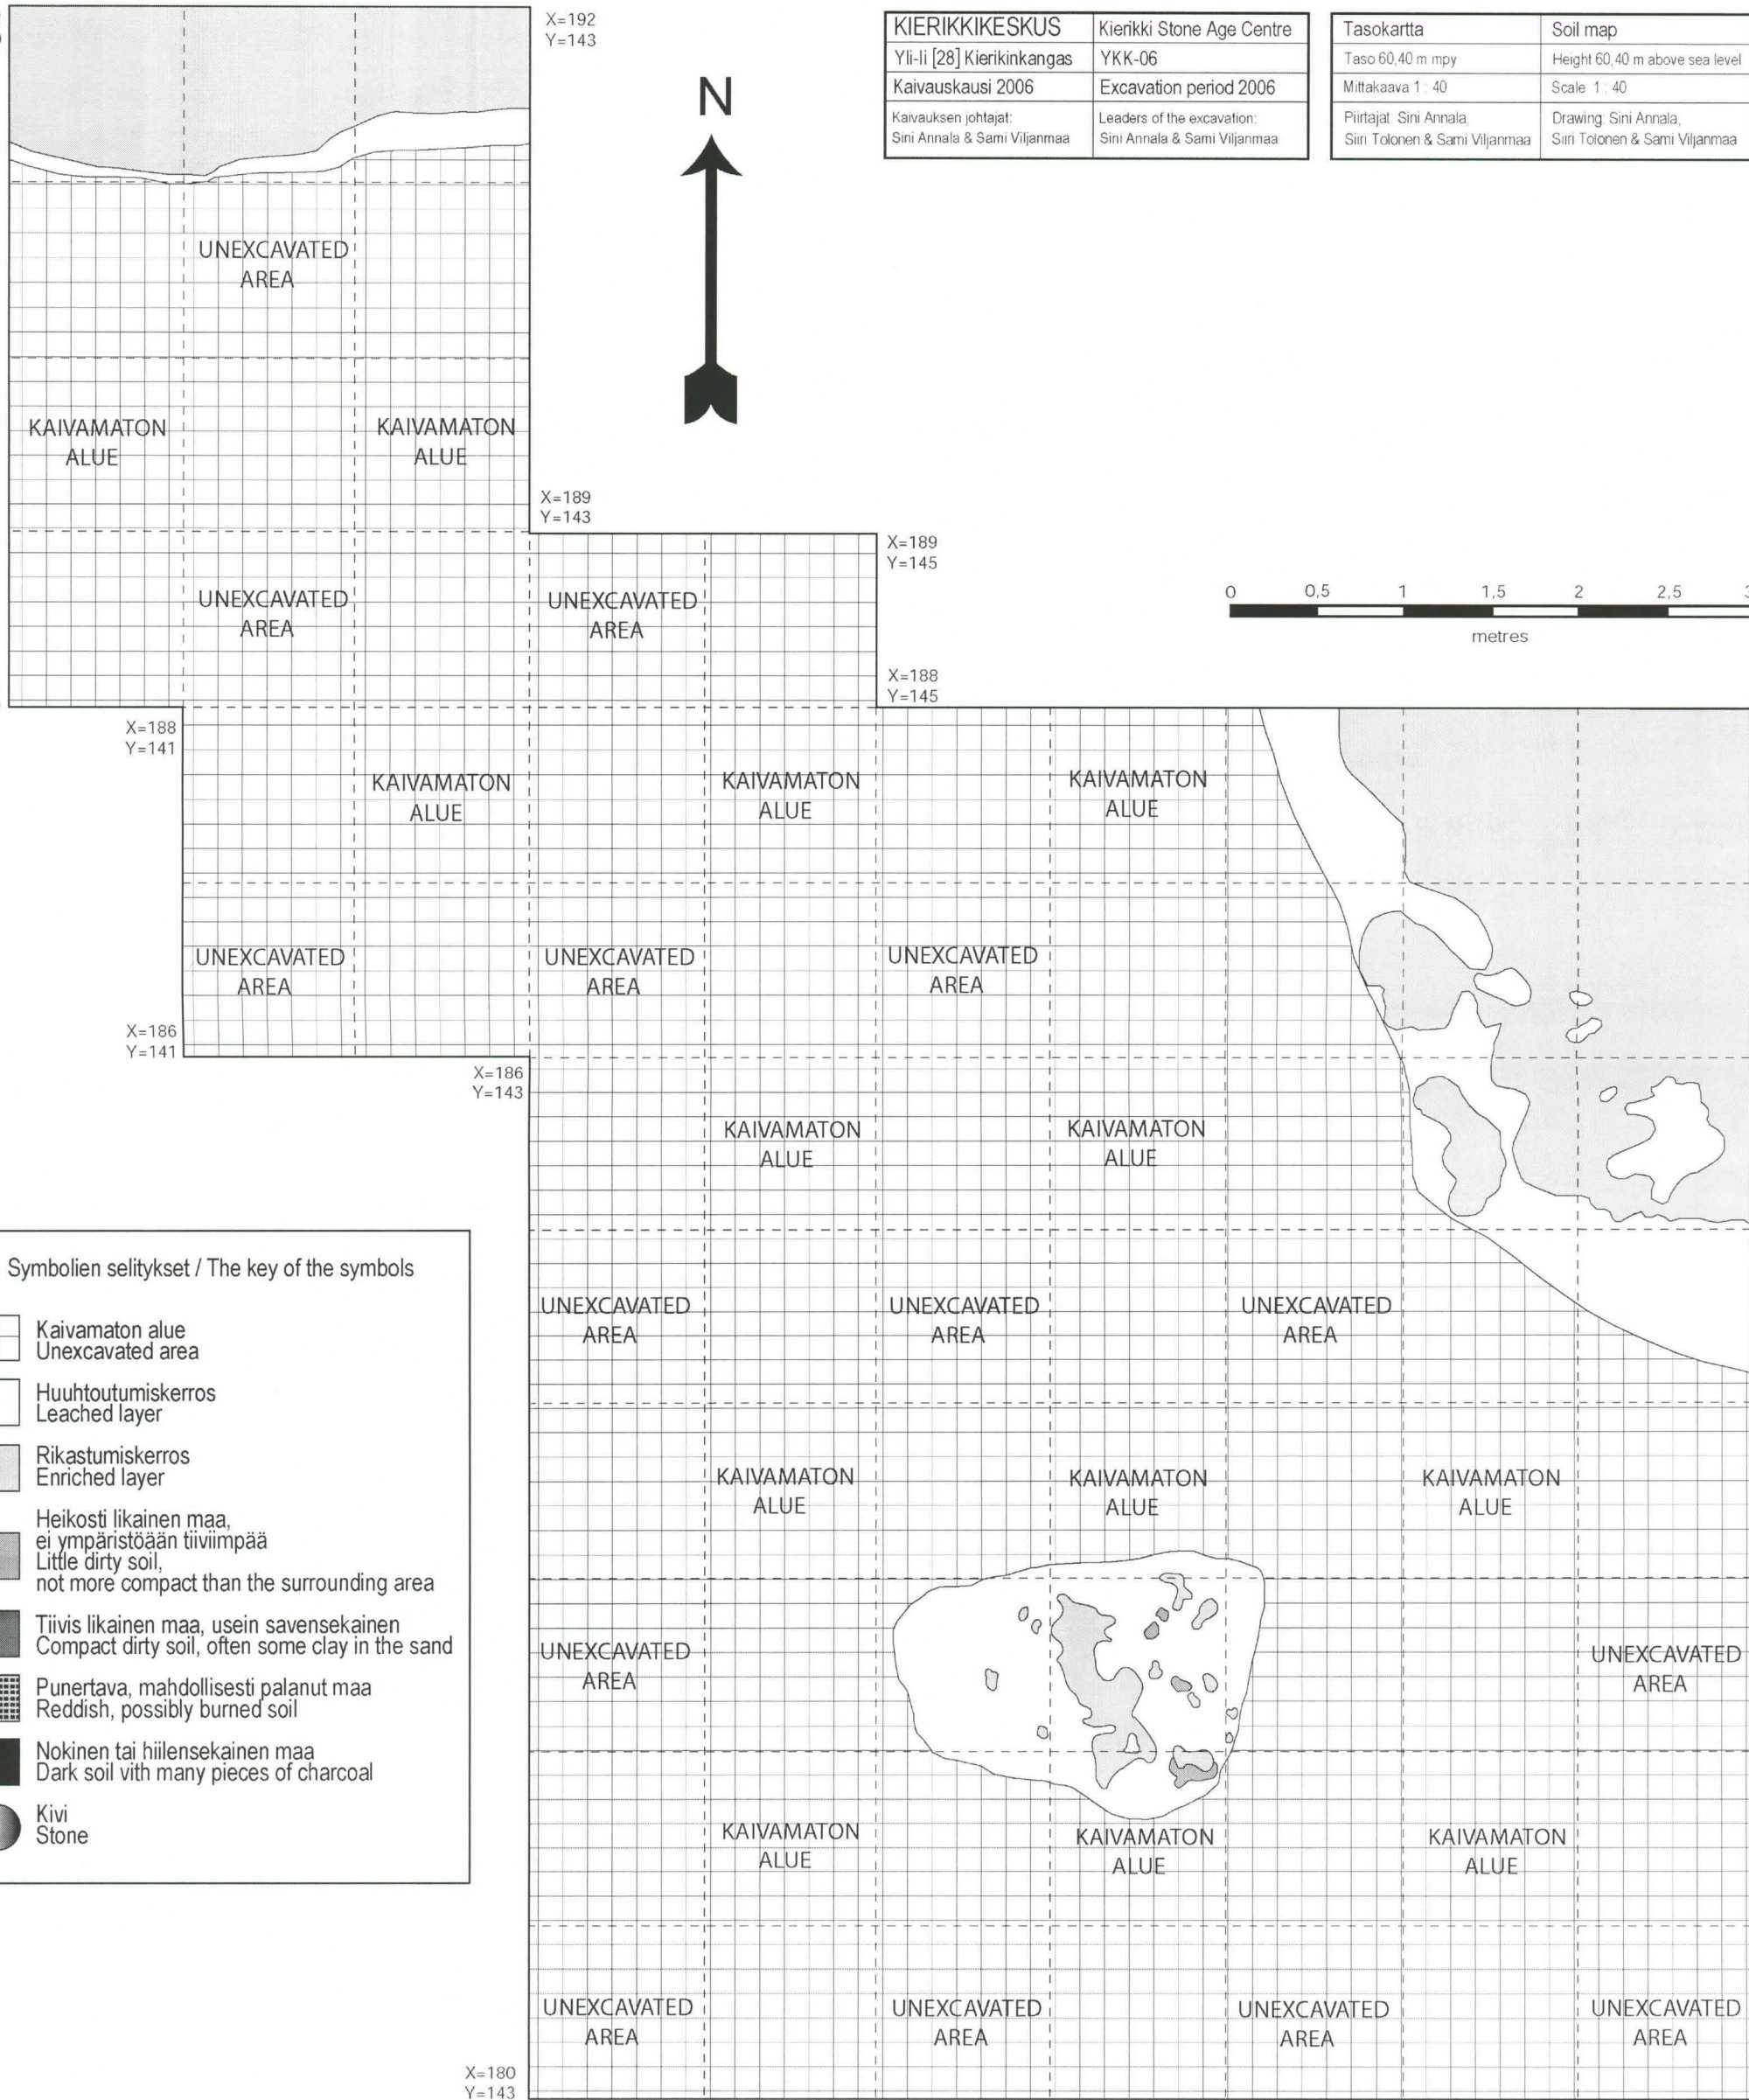 X=192
Y=143
KIERIKKIKESKUS
Kierikki Stone Age Centre
Yli-Ii [28] Kierikinkangas
YKK-06
Kaivauskausi 2006
Excavation period 2006
Kaivauksen johtajat:
Sini Annala & Sami Viljanmaa
Leaders of the excavation:
Sini Annala & Sami Viljanmaa
Tasokartta
Soil map
Taso 60,40 m mpy
Height 60,40 m above sea level
Mittakaava 1 : 40
Scale 1 : 40
Piirtajat: Sini Annala,
Siiri Tolonen & Sami Viljanmaa
Drawing: Sini Annala,
Siiri Tolonen & Sami Viljanmaa
N
UNEXCAVATED
AREA
KAIVAMATON
ALUE
KAIVAMATON
ALUE
X=189
Y=143
X=189
Y=145
UNEXCAVATED
AREA
UNEXCAVATED
AREA
0 0,5 1 1,5 2 2,5
metres
X=188
Y=145
X=188
Y=141
KAIVAMATON
ALUE
KAIVAMATON
ALUE
KAIVAMATON
ALUE
UNEXCAVATED
AREA
UNEXCAVATED
AREA
UNEXCAVATED
AREA
X=186
Y=141
X=186
Y=143
KAIVAMATON
ALUE
KAIVAMATON
ALUE
UNEXCAVATED
AREA
UNEXCAVATED
AREA
UNEXCAVATED
AREA
KAIVAMATON
ALUE
KAIVAMATON
ALUE
KAIVAMATON
ALUE
UNEXCAVATED
AREA
UNEXCAVATED
AREA
KAIVAMATON
ALUE
KAIVAMATON
ALUE
KAIVAMATON
ALUE
UNEXCAVATED
AREA
UNEXCAVATED
AREA
UNEXCAVATED
AREA
UNEXCAVATED
AREA
X=180
Y=143
Symbolien selitykset / The key of the symbols
Kaivamaton alue
Unexcavated area
Huuhtoutumiskerros
Leached layer
Rikastumiskerros
Enriched layer
Heikosti likainen maa,
ei ympäristöään tiiviimpää
Little dirty soil,
not more compact than the surrounding area
Tiivis likainen maa, usein savensekainen
Compact dirty soil, often some clay in the sand
Punertava, mahdollisesti palanut maa
Reddish, possibly burned soil
Nokinen tai hiilensekainen maa
Dark soil vith many pieces of charcoal
Kivi
Stone